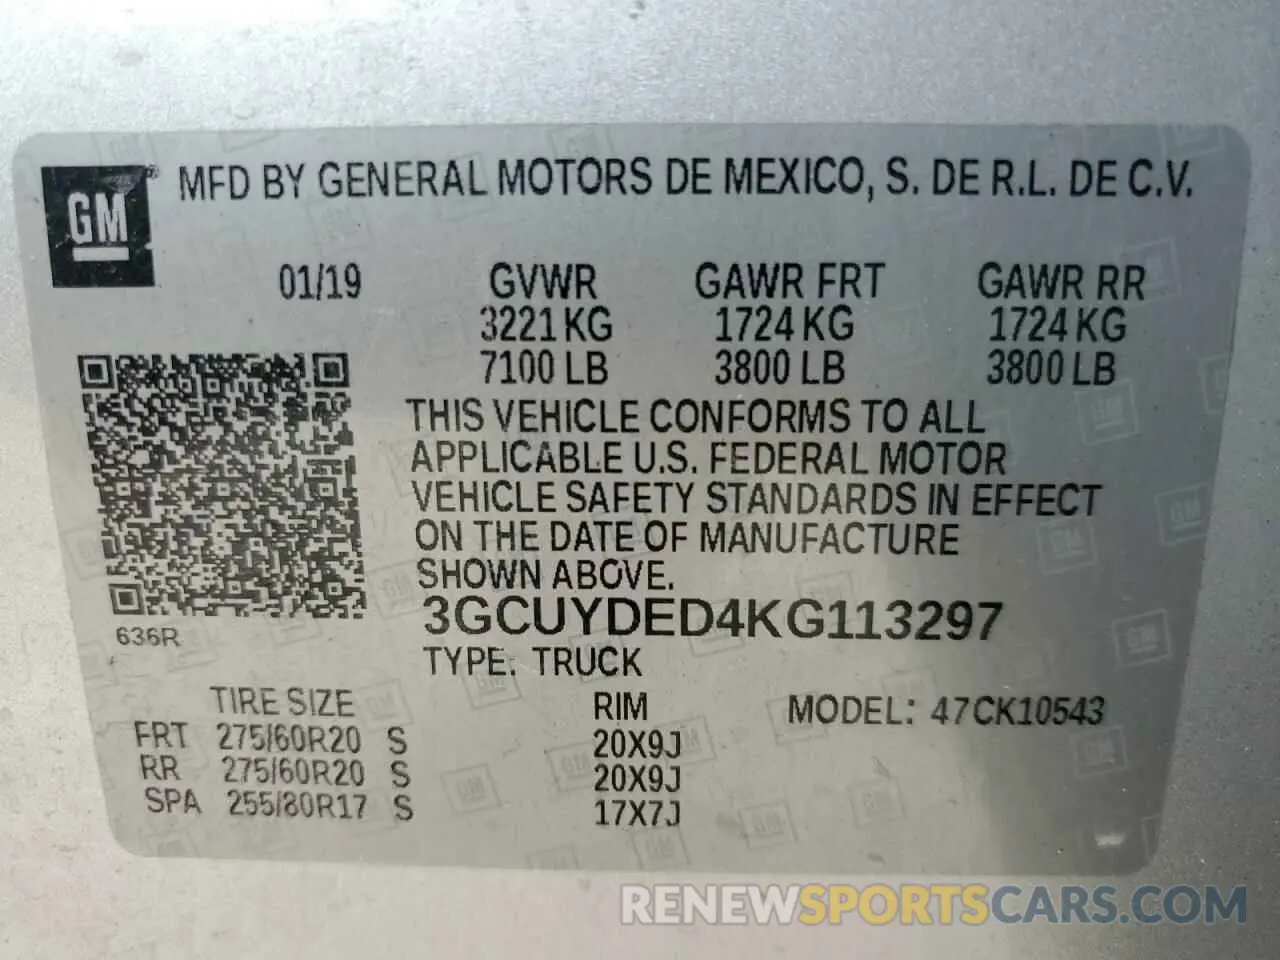 GM
MFD BY GENERAL MOTORS DE MEXICO, S. DE R.L. DE C.V.
01/19 GVWR GAWR FRT GAWR RR
3221 KG 1724 KG 1724 KG
7100 LB 3800 LB 3800 LB
THIS VEHICLE CONFORMS TO ALL
APPLICABLE U.S. FEDERAL MOTOR
VEHICLE SAFETY STANDARDS IN EFFECT
ON THE DATE OF MANUFACTURE
SHOWN ABOVE.
3GCUYDED4KG113297
636R
TYPE: TRUCK
TIRE SIZE RIM MODEL: 47CK10543
FRT 275/60R20 S 20X9J
RR 275/60R20 S 20X9J
SPA 255/80R17 S 17X7J
RENEWSPORTSCARS.COM